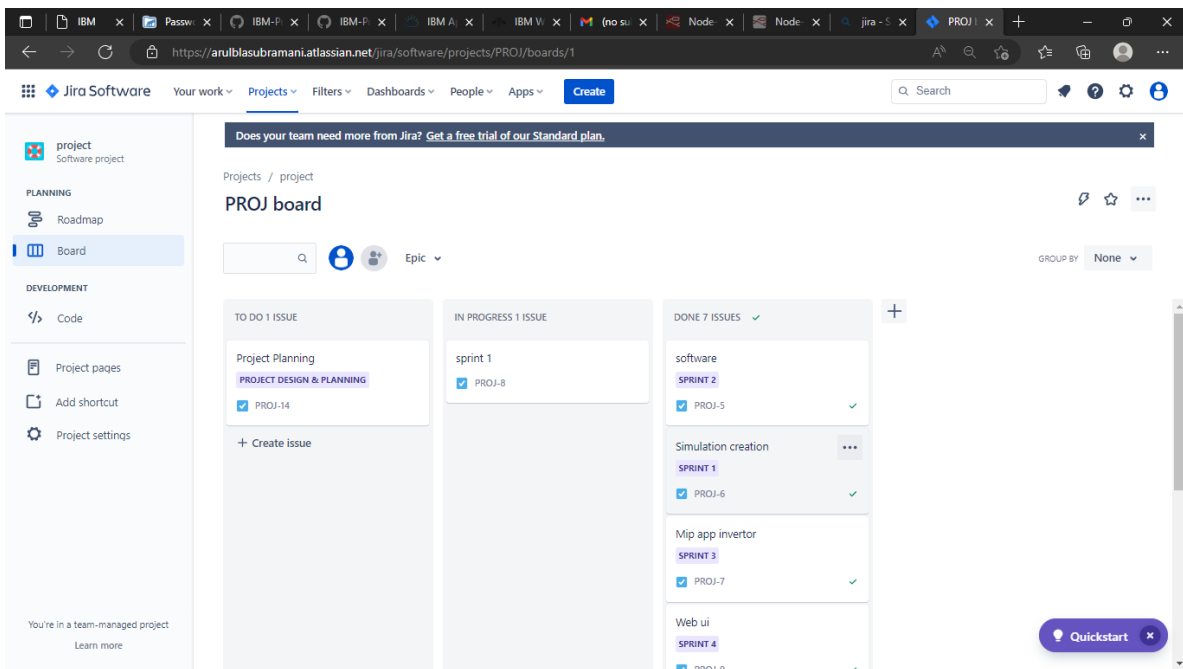 IBM
Passwo
IBM-P
IBM-P
IBM A
IBM W
(no su
Node-
Node-
jira - S
PROJ
https://arulblasubramani.atlassian.net/jira/software/projects/PROJ/boards/1
Jira Software
Your work
Projects
Filters
Dashboards
People
Apps
Create
Search
project
Software project
PLANNING
Roadmap
Board
DEVELOPMENT
Code
Project pages
Add shortcut
Project settings
You're in a team-managed project
Learn more
Does your team need more from Jira? Get a free trial of our Standard plan.
Projects / project
PROJ board
Epic
GROUP BY None
TO DO 1 ISSUE
Project Planning
PROJECT DESIGN & PLANNING
PROJ-14
+ Create issue
IN PROGRESS 1 ISSUE
sprint 1
PROJ-8
DONE 7 ISSUES
software
SPRINT 2
PROJ-5
Simulation creation
SPRINT 1
PROJ-6
Mip app invertor
SPRINT 3
PROJ-7
Web ui
SPRINT 4
Quickstart